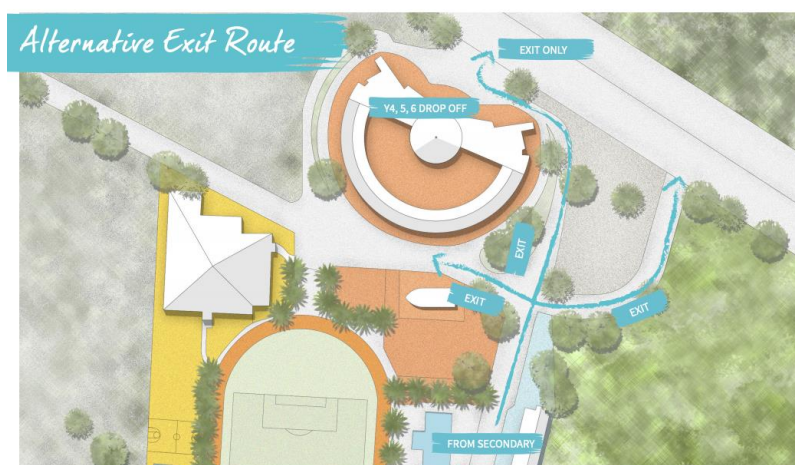 Alternative Exit Route
EXIT ONLY
Y4, 5, 6 DROP OFF
EXIT
EXIT
EXIT
FROM SECONDARY